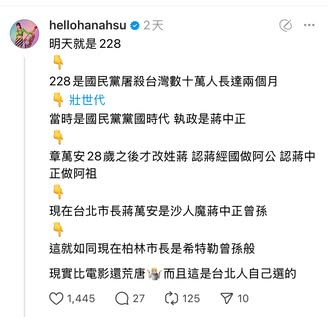 hellohanahsu 2天
明天就是 228
👇
228是國民黨屠殺台灣數十萬人長達兩個月
👇 壯世代
當時是國民黨黨國時代 執政是蔣中正
👇
章萬安28歲之後才改姓蔣 認蔣經國做阿公 認蔣中
正做阿祖
👇
現在台北市長蔣萬安是沙人魔蔣中正曾孫
👇
這就如同現在柏林市長是希特勒曾孫般
現實比電影還荒唐🤷🏼‍♀️而且這是台北人自己選的
1,445 27 125 10